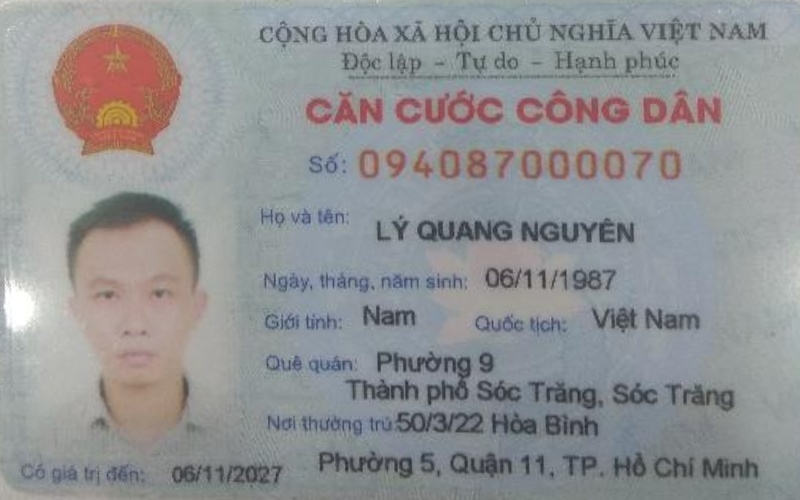 CỘNG HÒA XÃ HỘI CHỦ NGHĨA VIỆT NAM
Độc lập - Tự do - Hạnh phúc
CĂN CƯỚC CÔNG DÂN
Số: 094087000070
Họ và tên: LÝ QUANG NGUYÊN
Ngày, tháng, năm sinh: 06/11/1987
Giới tính: Nam Quốc tịch: Việt Nam
Quê quán: Phường 9
Thành phố Sóc Trăng, Sóc Trăng
Nơi thường trú: 50/3/22 Hòa Bình
Phường 5, Quận 11, TP. Hồ Chí Minh
Có giá trị đến: 06/11/2027